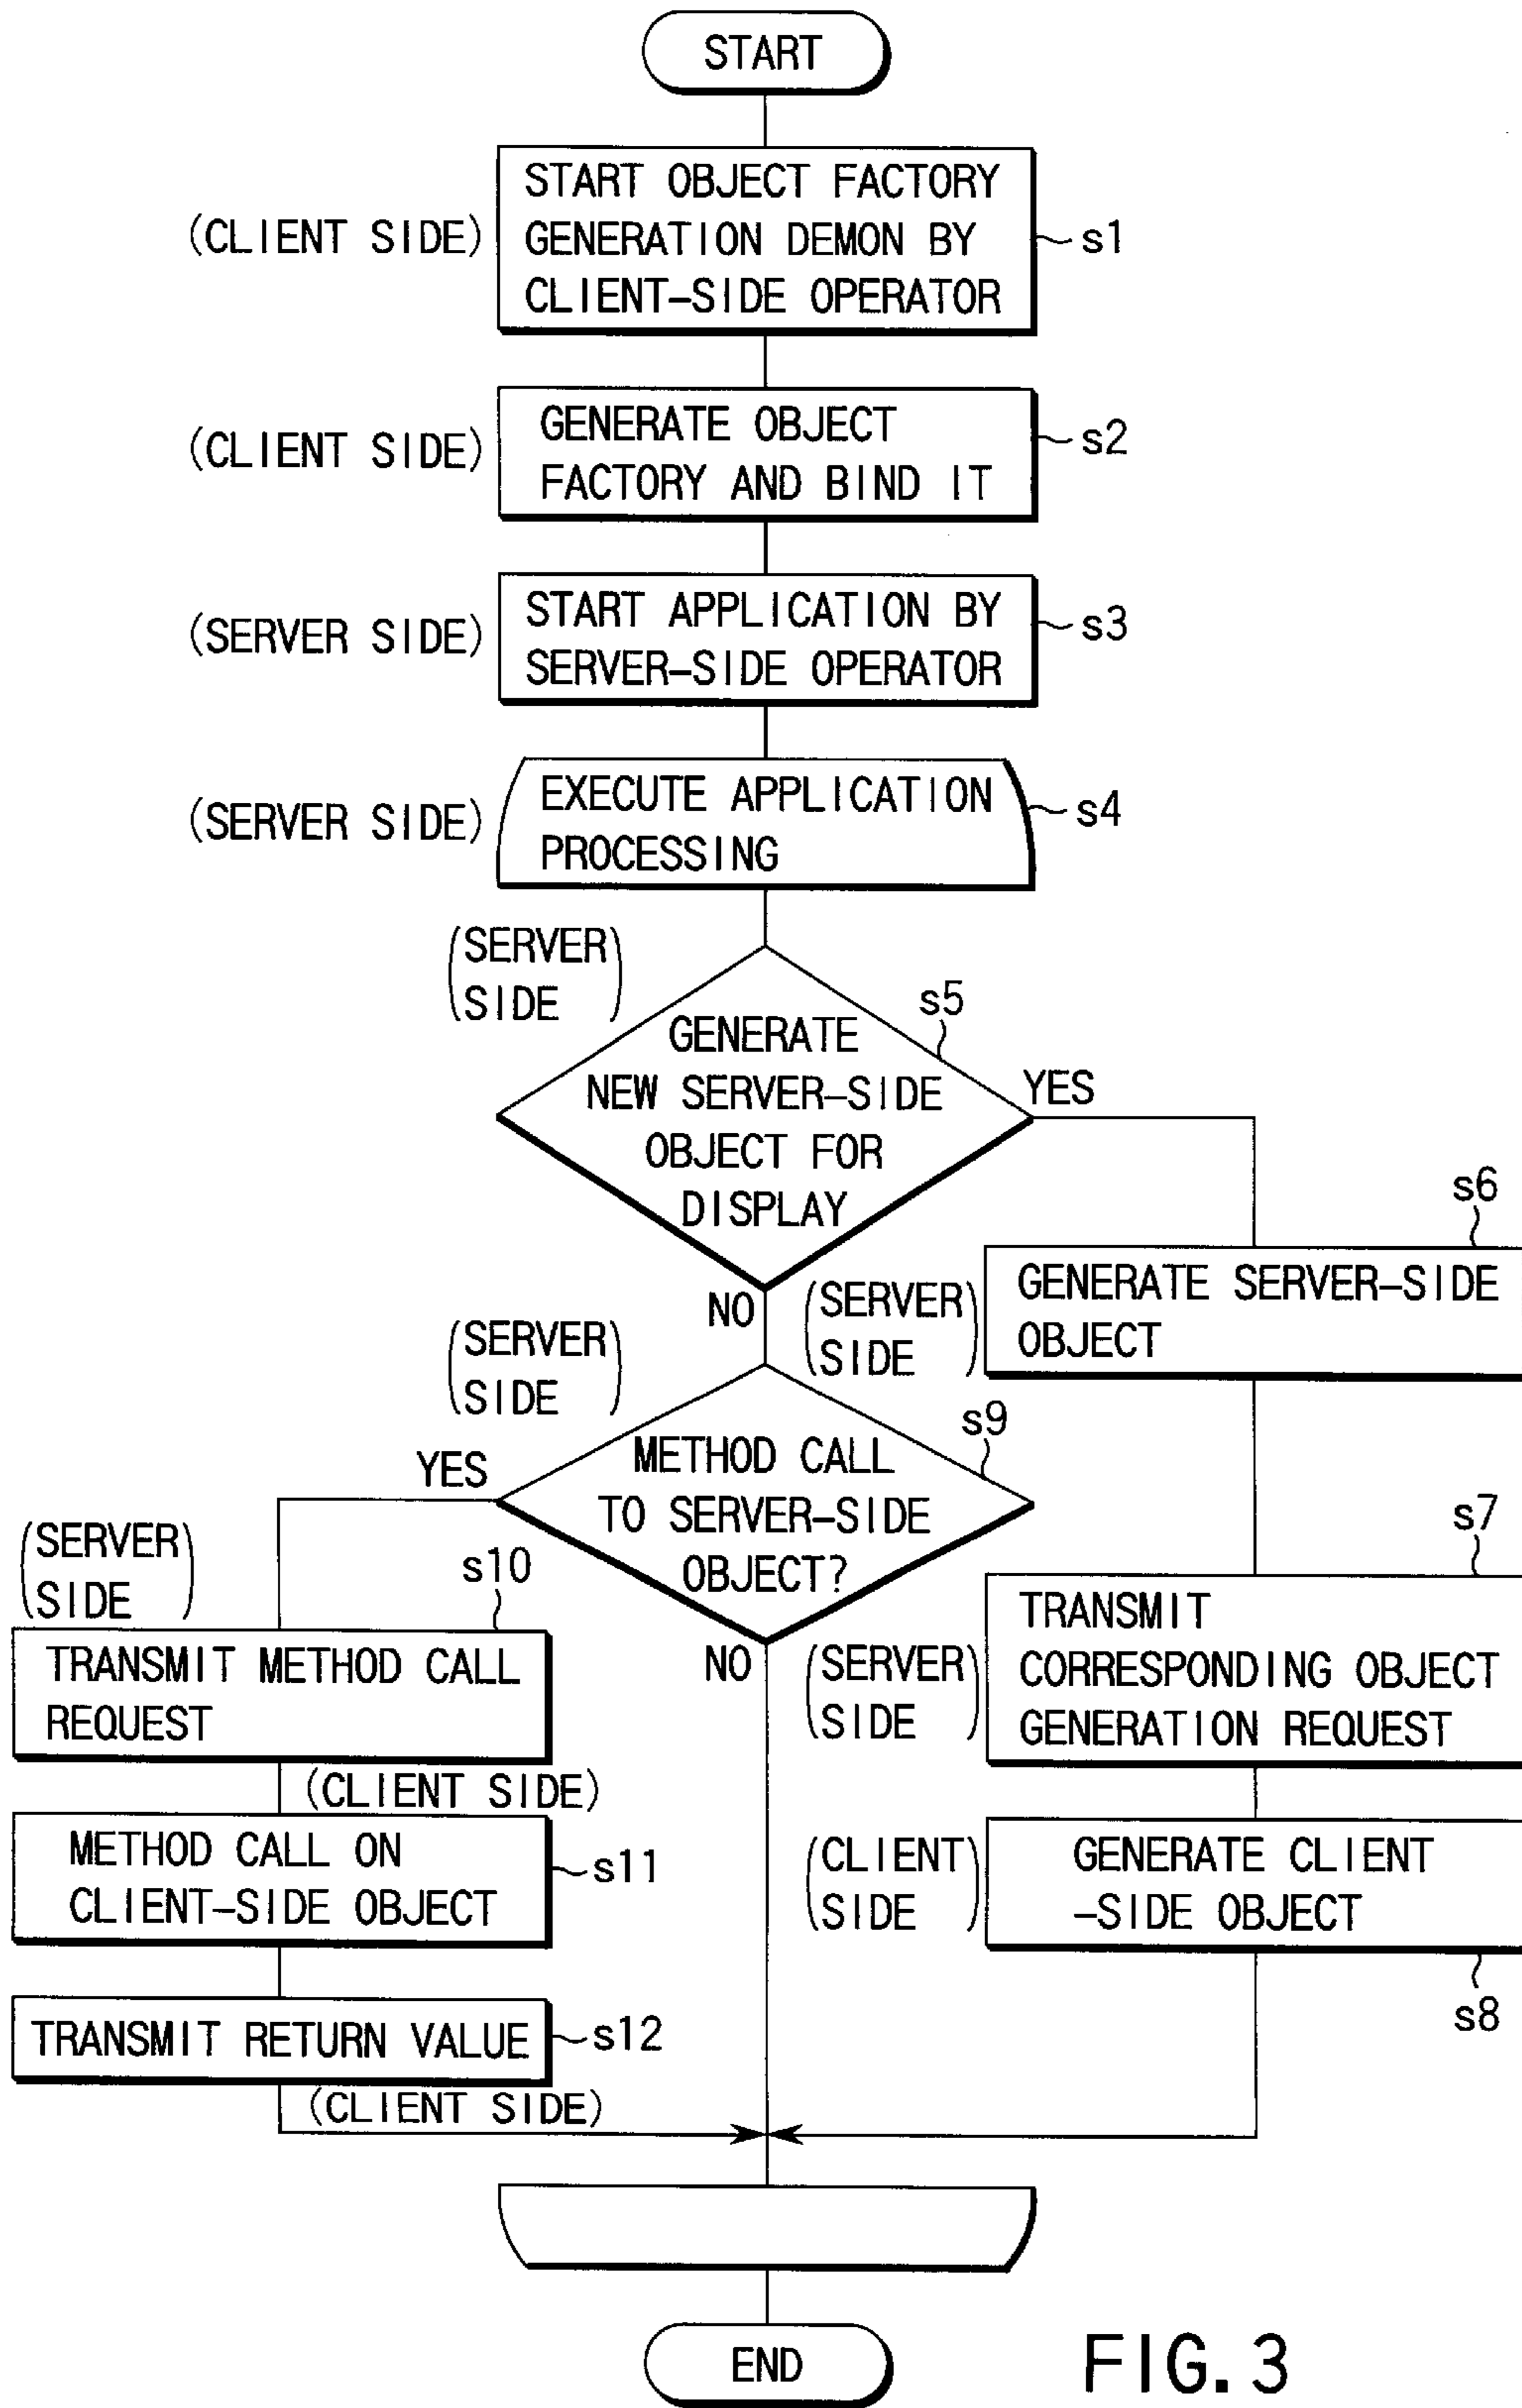 START
(CLIENT SIDE)
START OBJECT FACTORY
GENERATION DEMON BY
CLIENT-SIDE OPERATOR
s1
(CLIENT SIDE)
GENERATE OBJECT
FACTORY AND BIND IT
s2
(SERVER SIDE)
START APPLICATION BY
SERVER-SIDE OPERATOR
s3
(SERVER SIDE)
EXECUTE APPLICATION
PROCESSING
s4
(SERVER
SIDE)
s5
GENERATE
NEW SERVER-SIDE
OBJECT FOR
DISPLAY
YES
NO
s6
(SERVER
SIDE)
GENERATE SERVER-SIDE
OBJECT
(SERVER
SIDE)
s9
METHOD CALL
TO SERVER-SIDE
OBJECT?
YES
NO
s7
(SERVER
SIDE)
TRANSMIT
CORRESPONDING OBJECT
GENERATION REQUEST
(SERVER
SIDE)
s10
TRANSMIT METHOD CALL
REQUEST
(CLIENT SIDE)
METHOD CALL ON
CLIENT-SIDE OBJECT
s11
(CLIENT
SIDE)
GENERATE CLIENT
-SIDE OBJECT
s8
TRANSMIT RETURN VALUE
s12
(CLIENT SIDE)
END
FIG. 3